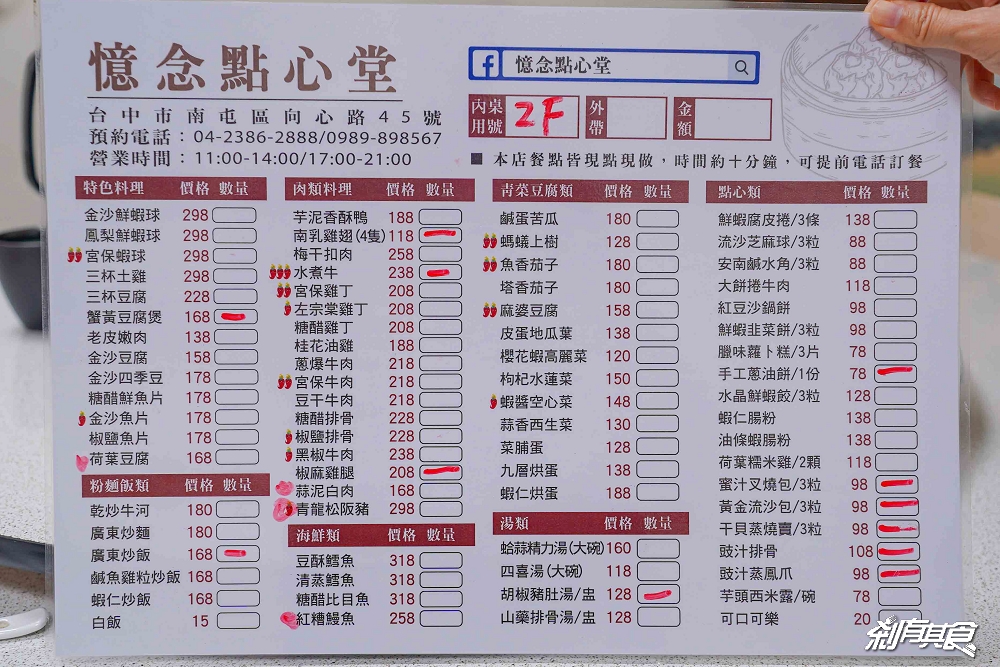 憶念點心堂
台中市南屯區向心路45號
預約電話：04-2386-2888/0989-898567
營業時間：11:00-14:00/17:00-21:00
憶念點心堂
內用 桌號 2F 外帶 金額
■ 本店餐點皆現點現做，時間約十分鐘，可提前電話訂餐
特色料理 價格 數量
金沙鮮蝦球 298
鳳梨鮮蝦球 298
宮保蝦球 298
三杯土雞 298
三杯豆腐 228
蟹黃豆腐煲 168
老皮嫩肉 138
金沙豆腐 158
金沙四季豆 178
糖醋鮮魚片 178
金沙魚片 178
椒鹽魚片 178
荷葉豆腐 168
粉麵飯類 價格 數量
乾炒牛河 180
廣東炒麵 180
廣東炒飯 168
鹹魚雞粒炒飯 168
蝦仁炒飯 168
白飯 15
肉類料理 價格 數量
芋泥香酥鴨 188
南乳雞翅(4隻) 118
梅干扣肉 258
水煮牛 238
宮保雞丁 208
左宗棠雞丁 208
糖醋雞丁 208
桂花油雞 188
蔥爆牛肉 218
宮保牛肉 218
豆干牛肉 218
糖醋排骨 228
椒鹽排骨 228
黑椒牛肉 238
椒麻雞腿 208
蒜泥白肉 168
青龍松阪豬 298
海鮮類 價格 數量
豆酥鱈魚 318
清蒸鱈魚 318
糖醋比目魚 318
紅糟鰻魚 258
青菜豆腐類 價格 數量
鹹蛋苦瓜 180
螞蟻上樹 128
魚香茄子 180
塔香茄子 180
麻婆豆腐 158
皮蛋地瓜葉 138
櫻花蝦高麗菜 120
枸杞水蓮菜 150
蝦醬空心菜 148
蒜香西生菜 130
菜脯蛋 128
九層烘蛋 138
蝦仁烘蛋 188
湯類 價格 數量
蛤蒜精力湯(大碗) 160
四喜湯(大碗) 118
胡椒豬肚湯/盅 128
山藥排骨湯/盅 128
點心類 價格 數量
鮮蝦腐皮捲/3條 138
流沙芝麻球/3粒 88
安南鹹水角/3粒 88
大餅捲牛肉 118
紅豆沙鍋餅 98
鮮蝦韭菜餅/3粒 98
臘味蘿卜糕/3片 78
手工蔥油餅/1份 78
水晶鮮蝦餃/3粒 128
蝦仁腸粉 138
油條蝦腸粉 138
荷葉糯米雞/2顆 118
蜜汁叉燒包/3粒 98
黃金流沙包/3粒 98
干貝蒸燒賣/3粒 98
豉汁排骨 108
豉汁蒸鳳爪 98
芋頭西米露/碗 78
可口可樂 20
剎有其食